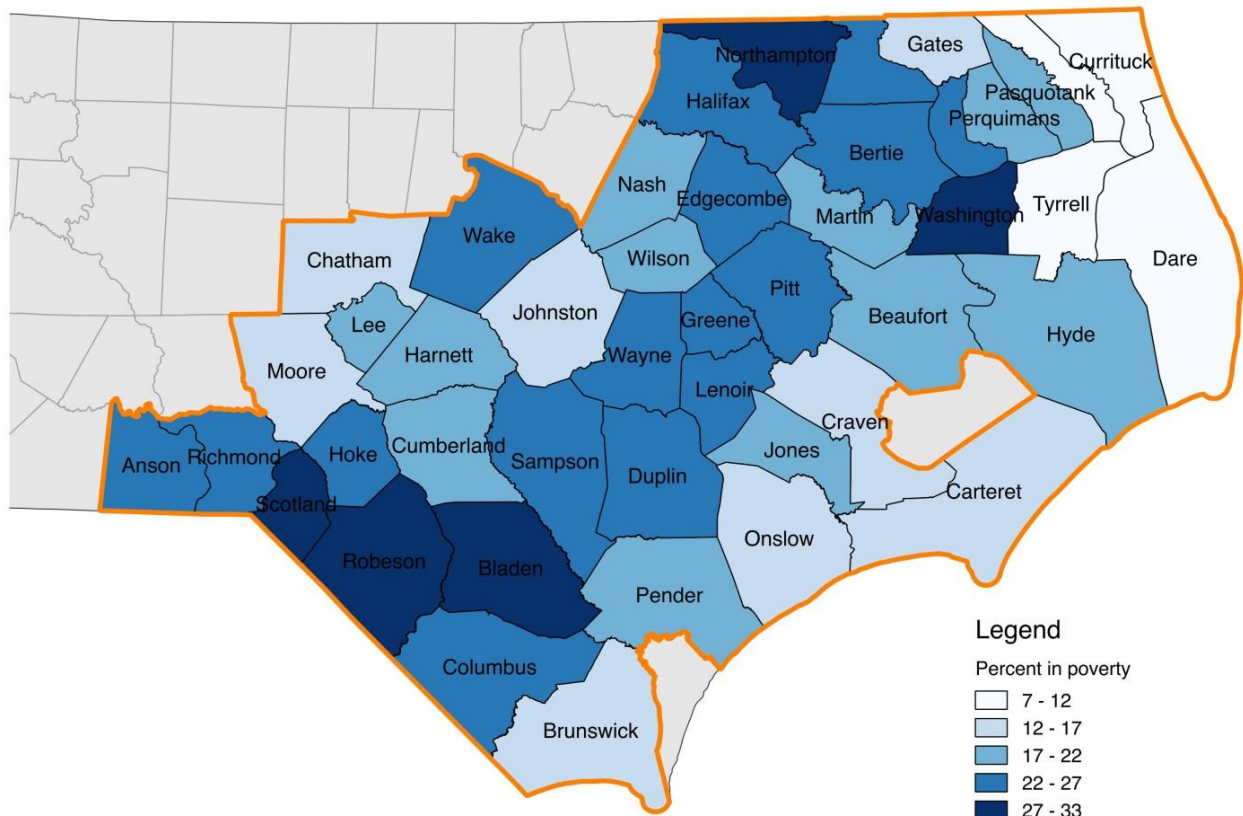 Northampton
Gates
Currituck
Halifax
Pasquotank
Perquimans
Bertie
Nash
Edgecombe
Martin
Washington
Tyrrell
Wake
Chatham
Wilson
Dare
Pitt
Johnston
Greene
Beaufort
Lee
Hyde
Harnett
Wayne
Moore
Lenoir
Craven
Cumberland
Jones
Hoke
Richmond
Anson
Sampson
Duplin
Carteret
Scotland
Onslow
Robeson
Bladen
Pender
Columbus
Brunswick
Legend
Percent in poverty
7 - 12
12 - 17
17 - 22
22 - 27
27 - 33